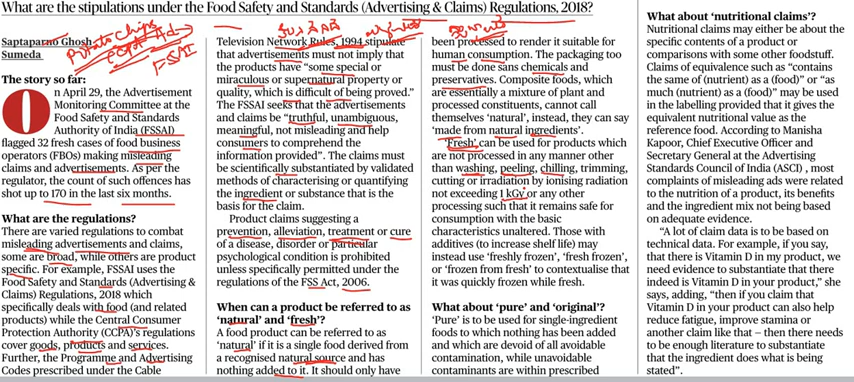 What are the stipulations under the Food Safety and Standards (Advertising & Claims) Regulations, 2018?
Saptaparno Ghosh
Sumeda
Potato chips
FSSAI
The story so far:
On April 29, the Advertisement
Monitoring Committee at the
Food Safety and Standards
Authority of India (FSSAI)
flagged 32 fresh cases of food business
operators (FBOs) making misleading
claims and advertisements. As per the
regulator, the count of such offences has
shot up to 170 in the last six months.
What are the regulations?
There are varied regulations to combat
misleading advertisements and claims,
some are broad, while others are product
specific. For example, FSSAI uses the
Food Safety and Standards (Advertising &
Claims) Regulations, 2018 which
specifically deals with food (and related
products) while the Central Consumer
Protection Authority (CCPA)'s regulations
cover goods, products and services.
Further, the Programme and Advertising
Codes prescribed under the Cable
Television Network Rules, 1994 stipulate
that advertisements must not imply that
the products have "some special or
miraculous or supernatural property or
quality, which is difficult of being proved."
The FSSAI seeks that the advertisements
and claims be "truthful, unambiguous,
meaningful, not misleading and help
consumers to comprehend the
information provided". The claims must
be scientifically substantiated by validated
methods of characterising or quantifying
the ingredient or substance that is the
basis for the claim.
Product claims suggesting a
prevention, alleviation, treatment or cure
of a disease, disorder or particular
psychological condition is prohibited
unless specifically permitted under the
regulations of the FSS Act, 2006.
When can a product be referred to as
'natural' and 'fresh'?
A food product can be referred to as
'natural' if it is a single food derived from
a recognised natural source and has
nothing added to it. It should only have
been processed to render it suitable for
human consumption. The packaging too
must be done sans chemicals and
preservatives. Composite foods, which
are essentially a mixture of plant and
processed constituents, cannot call
themselves 'natural', instead, they can say
'made from natural ingredients'.
'Fresh' can be used for products which
are not processed in any manner other
than washing, peeling, chilling, trimming,
cutting or irradiation by ionising radiation
not exceeding 1 kGy or any other
processing such that it remains safe for
consumption with the basic
characteristics unaltered. Those with
additives (to increase shelf life) may
instead use 'freshly frozen', 'fresh frozen',
or 'frozen from fresh' to contextualise that
it was quickly frozen while fresh.
What about 'pure' and 'original'?
'Pure' is to be used for single-ingredient
foods to which nothing has been added
and which are devoid of all avoidable
contamination, while unavoidable
contaminants are within prescribed
What about 'nutritional claims'?
Nutritional claims may either be about the
specific contents of a product or
comparisons with some other foodstuff.
Claims of equivalence such as "contains
the same of (nutrient) as a (food)" or "as
much (nutrient) as a (food)" may be used
in the labelling provided that it gives the
equivalent nutritional value as the
reference food. According to Manisha
Kapoor, Chief Executive Officer and
Secretary General at the Advertising
Standards Council of India (ASCI) , most
complaints of misleading ads were related
to the nutrition of a product, its benefits
and the ingredient mix not being based
on adequate evidence.
"A lot of claim data is to be based on
technical data. For example, if you say,
that there is Vitamin D in my product, we
need evidence to substantiate that there
indeed is Vitamin D in your product," she
says, adding, "then if you claim that
Vitamin D in your product can also help
reduce fatigue, improve stamina or
another claim like that – then there needs
to be enough literature to substantiate
that the ingredient does what is being
stated".